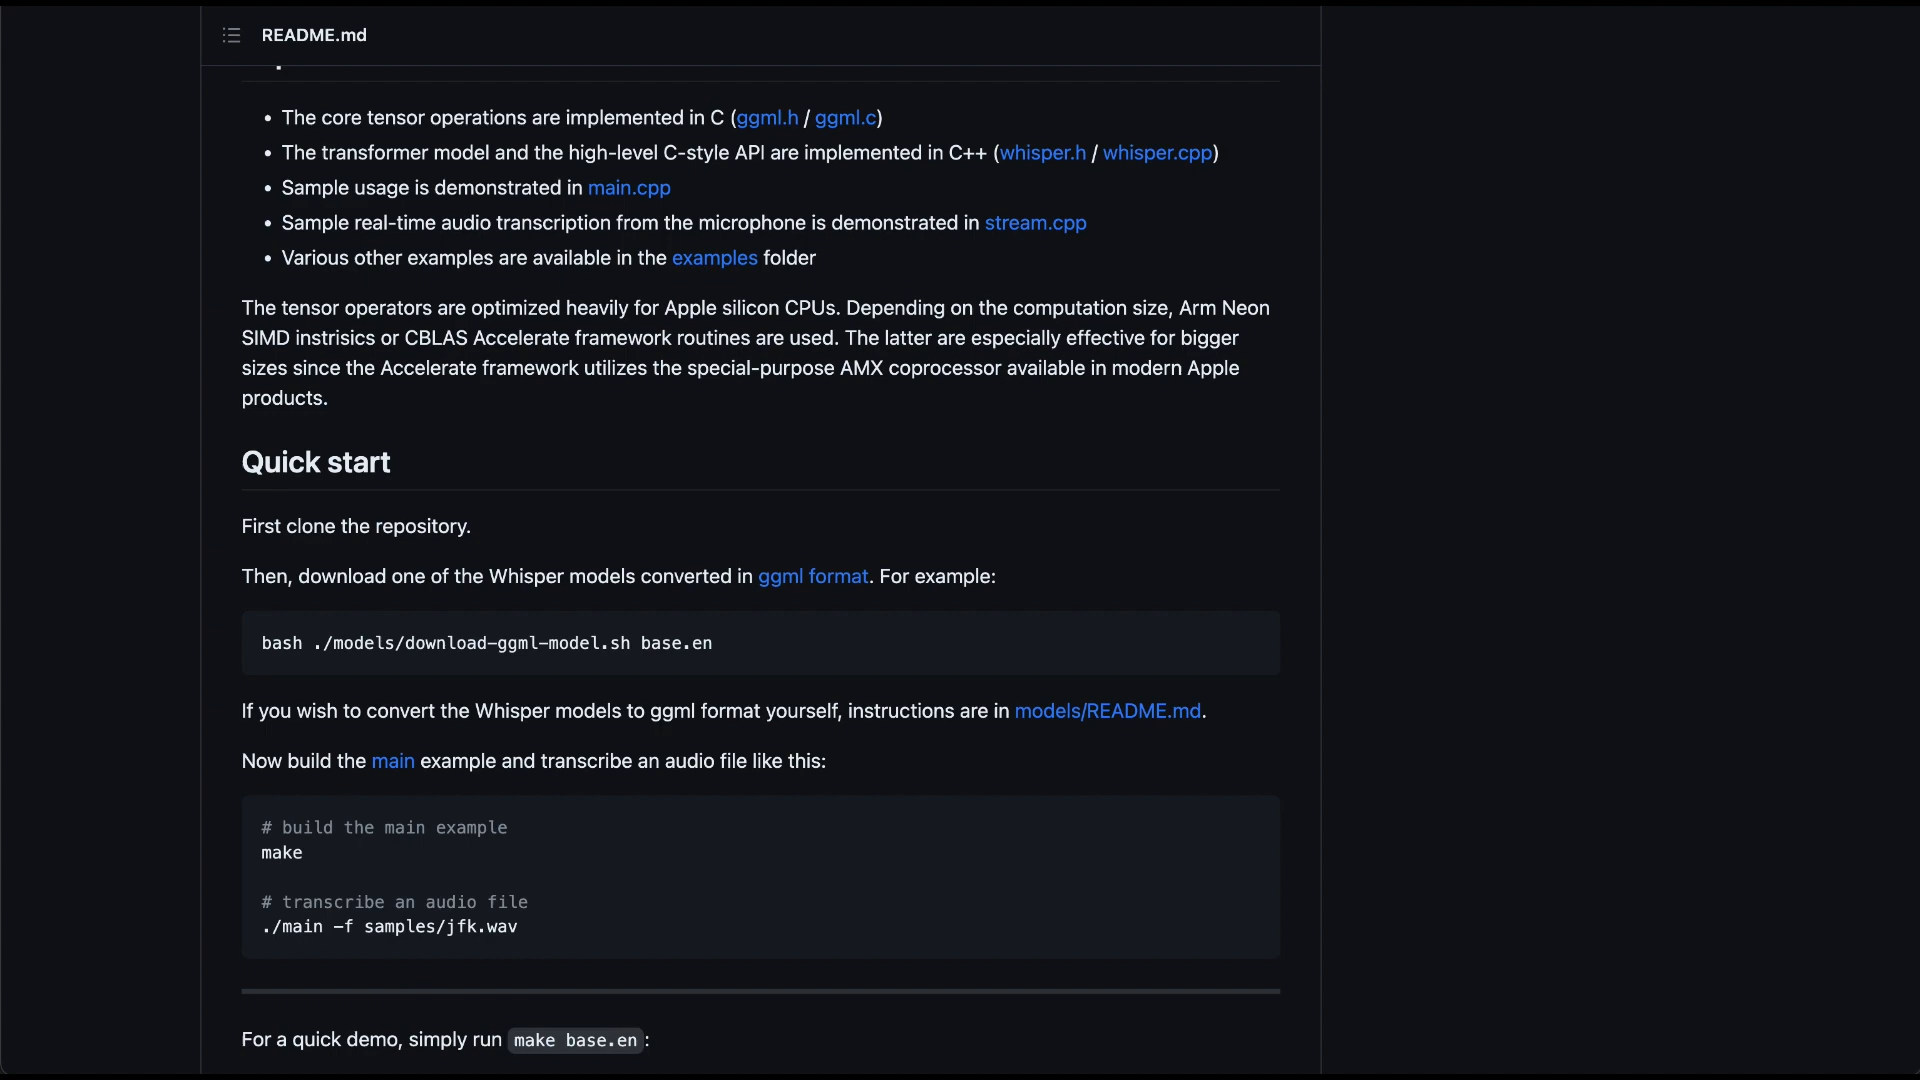 README.md
The core tensor operations are implemented in C (ggml.h / ggml.c)
The transformer model and the high-level C-style API are implemented in C++ (whisper.h / whisper.cpp)
Sample usage is demonstrated in main.cpp
Sample real-time audio transcription from the microphone is demonstrated in stream.cpp
Various other examples are available in the examples folder
The tensor operators are optimized heavily for Apple silicon CPUs. Depending on the computation size, Arm Neon
SIMD instrisics or CBLAS Accelerate framework routines are used. The latter are especially effective for bigger
sizes since the Accelerate framework utilizes the special-purpose AMX coprocessor available in modern Apple
products.
Quick start
First clone the repository.
Then, download one of the Whisper models converted in ggml format. For example:
bash ./models/download-ggml-model.sh base.en
If you wish to convert the Whisper models to ggml format yourself, instructions are in models/README.md.
Now build the main example and transcribe an audio file like this:
# build the main example
make
# transcribe an audio file
./main -f samples/jfk.wav
For a quick demo, simply run make base.en: